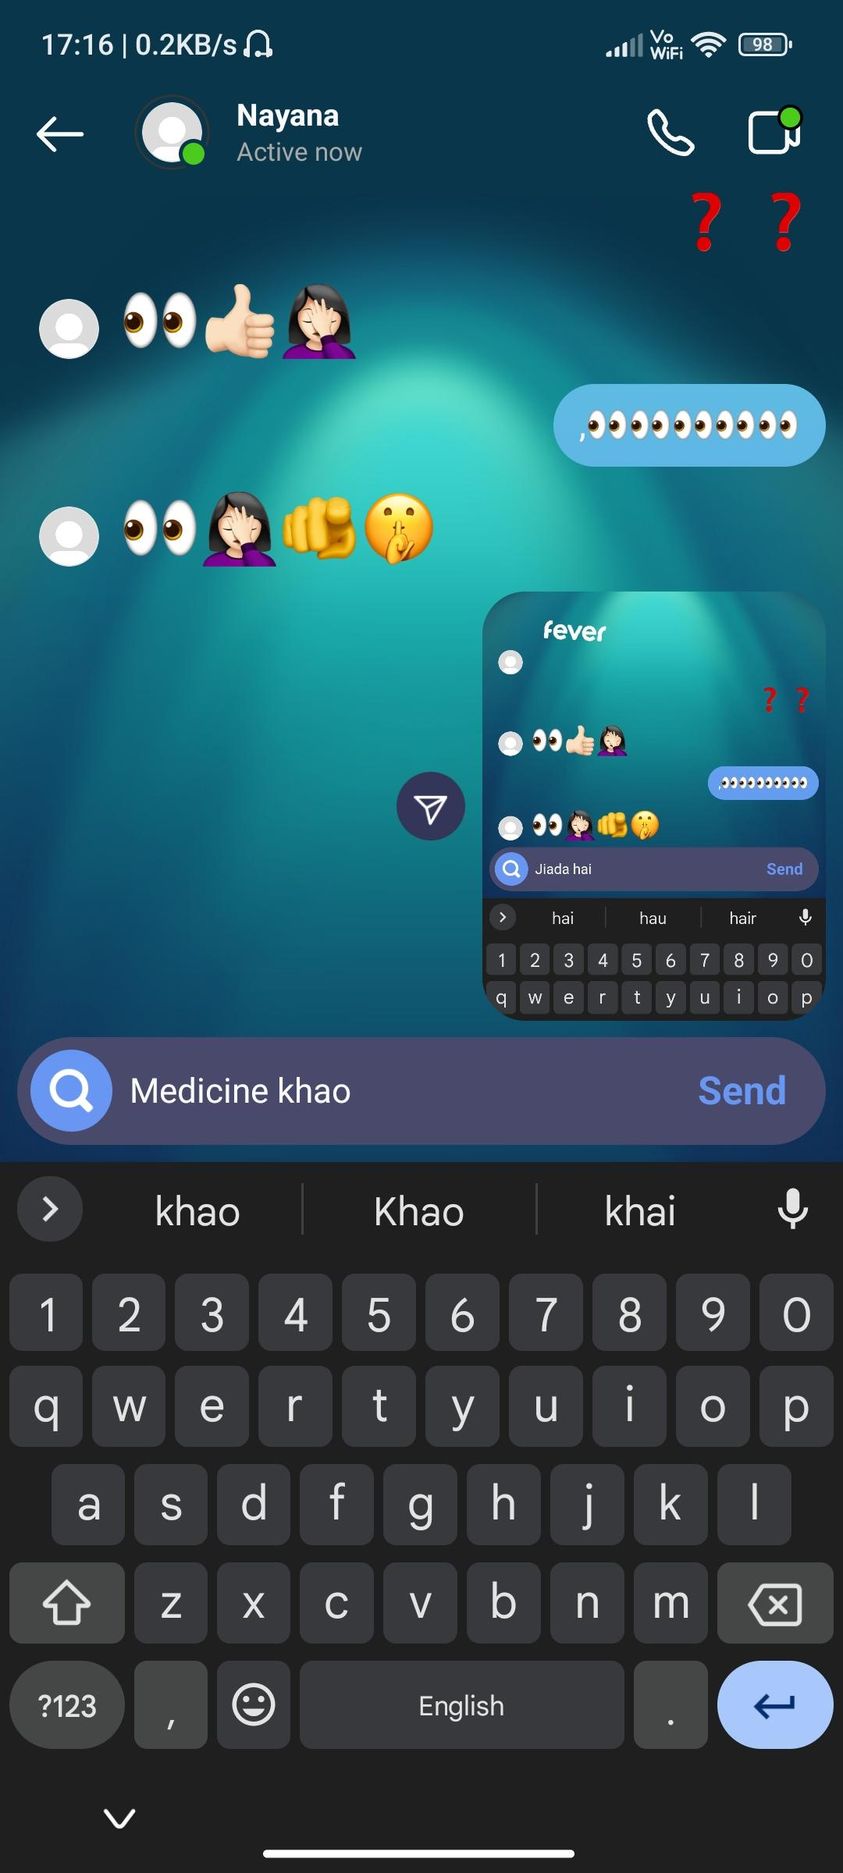 17:16 | 0.2KB/s
Vo
WiFi
98
Nayana
Active now
❓ ❓
👀👍🏻🤦🏻‍♀️
,👀👀👀👀👀
👀🤦🏻‍♀️🫵🤫
fever
❓ ❓
👀👍🏻🤦🏻‍♀️
,👀👀👀👀👀
👀🤦🏻‍♀️🫵🤫
Jiada hai Send
hai hau hair
1 2 3 4 5 6 7 8 9 0
q w e r t y u i o p
Medicine khao Send
khao Khao khai
1 2 3 4 5 6 7 8 9 0
q w e r t y u i o p
a s d f g h j k l
z x c v b n m
?123 , English .